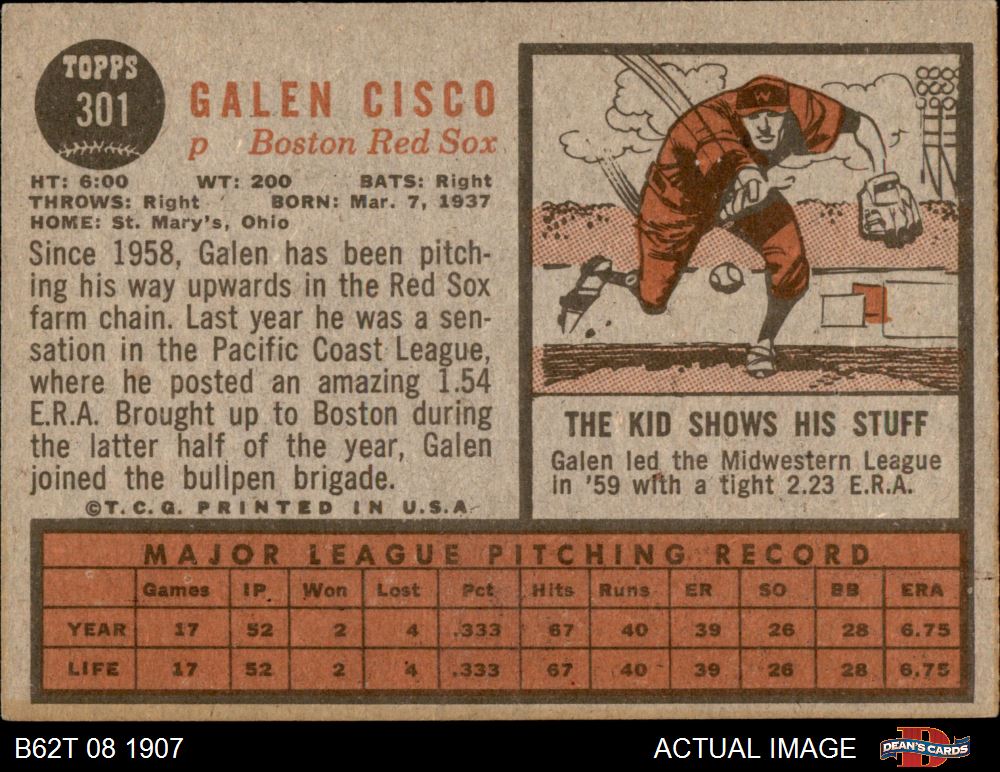 TOPPS
301
GALEN CISCO
p Boston Red Sox
HT: 6:00 WT: 200 BATS: Right
THROWS: Right BORN: Mar. 7, 1937
HOME: St. Mary's, Ohio
Since 1958, Galen has been pitch-
ing his way upwards in the Red Sox
farm chain. Last year he was a sen-
sation in the Pacific Coast League,
where he posted an amazing 1.54
E.R.A. Brought up to Boston during
the latter half of the year, Galen
joined the bullpen brigade.
©T.C.G. PRINTED IN U.S.A.
W
THE KID SHOWS HIS STUFF
Galen led the Midwestern League
in '59 with a tight 2.23 E.R.A.
MAJOR LEAGUE PITCHING RECORD
Games IP Won Lost Pct Hits Runs ER SO BB ERA
YEAR 17 52 2 4 .333 67 40 39 26 28 6.75
LIFE 17 52 2 4 .333 67 40 39 26 28 6.75
B62T 08 1907 ACTUAL IMAGE DEAN'S CARDS